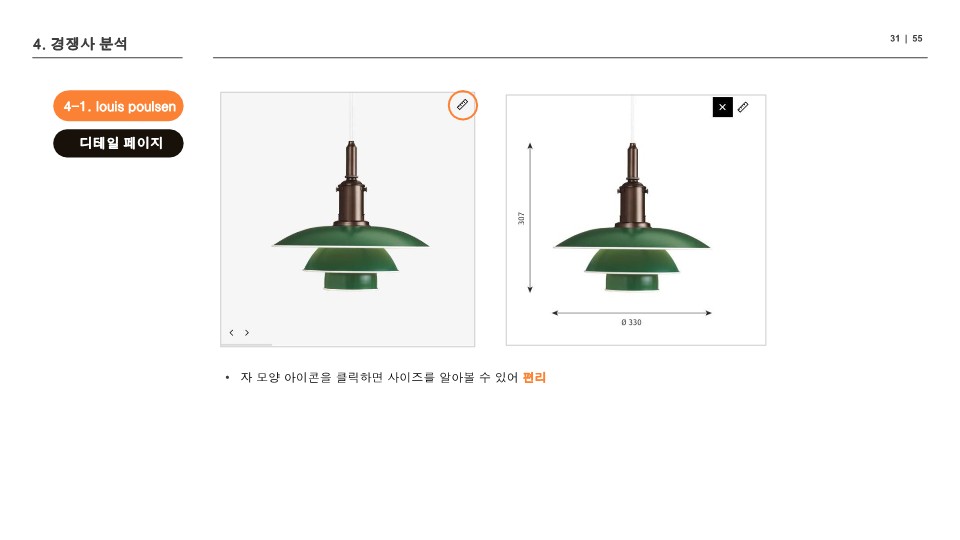 4. 경쟁사 분석
31 | 55
4-1. louis poulsen
디테일 페이지
307
Ø 330
• 자 모양 아이콘을 클릭하면 사이즈를 알아볼 수 있어 편리